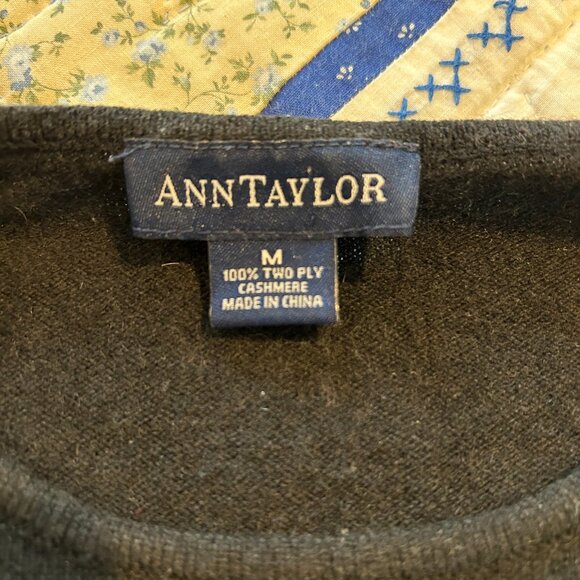 ANNTAYLOR
M
100% TWO PLY
CASHMERE
MADE IN CHINA